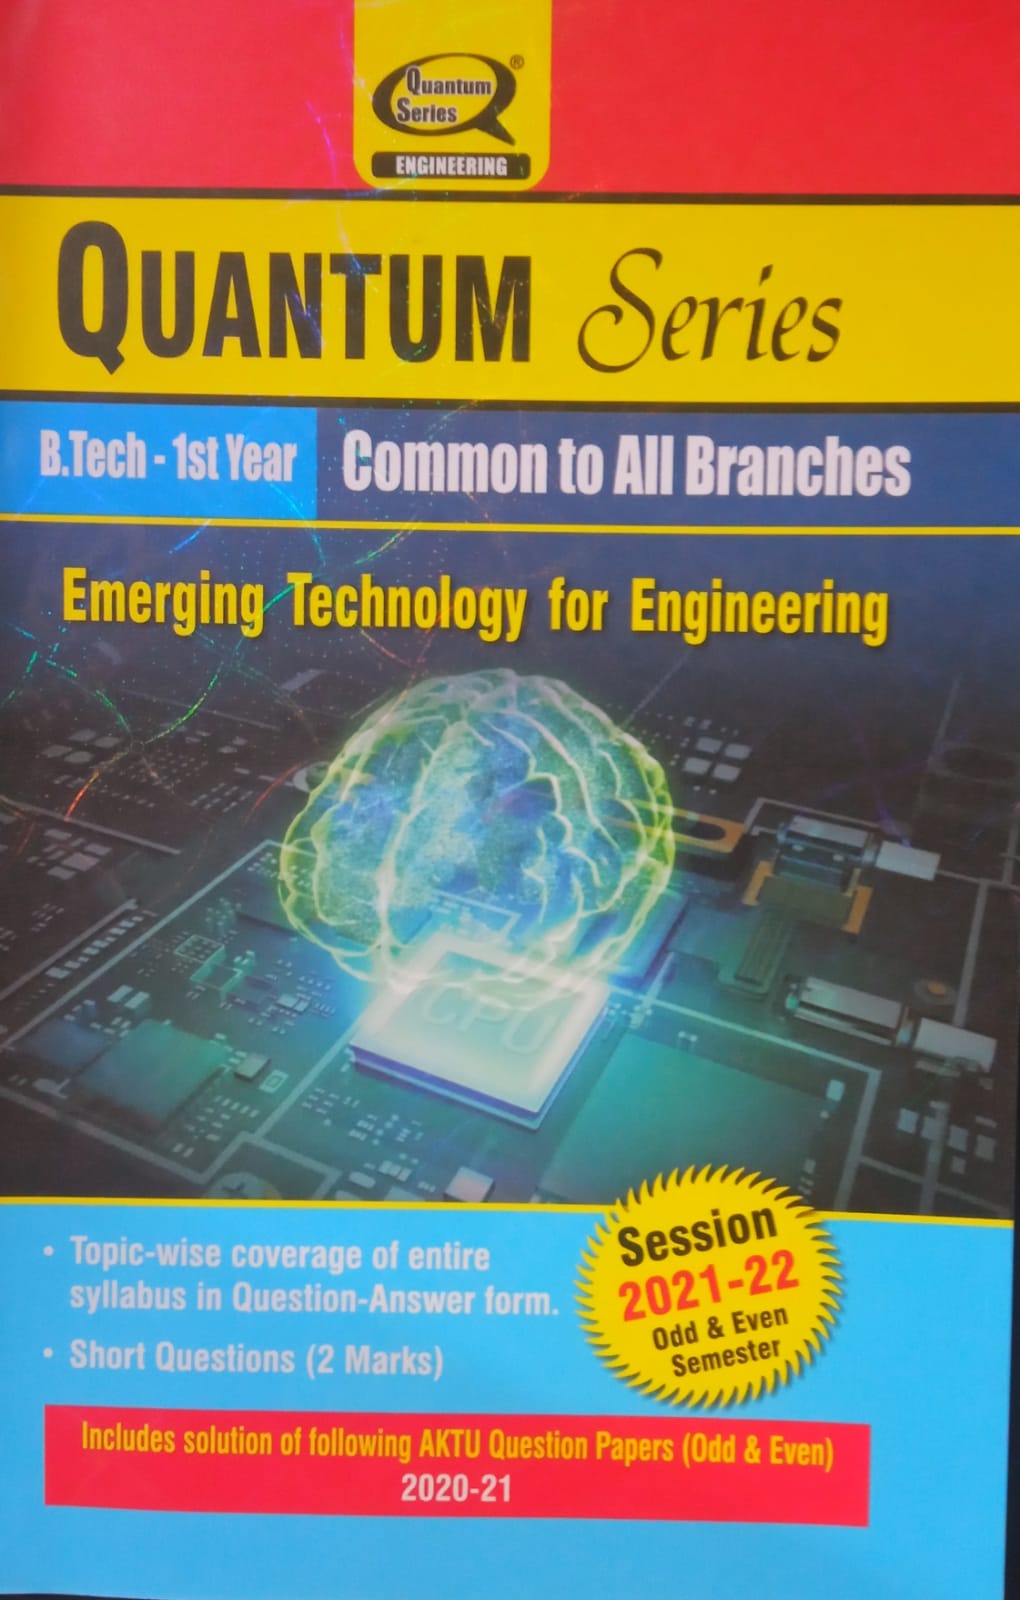 Quantum
Series
®
ENGINEERING
QUANTUM Series
B.Tech - 1st Year Common to All Branches
Emerging Technology for Engineering
CPU
• Topic-wise coverage of entire
syllabus in Question-Answer form.
• Short Questions (2 Marks)
Session
2021-22
Odd & Even
Semester
Includes solution of following AKTU Question Papers (Odd & Even)
2020-21